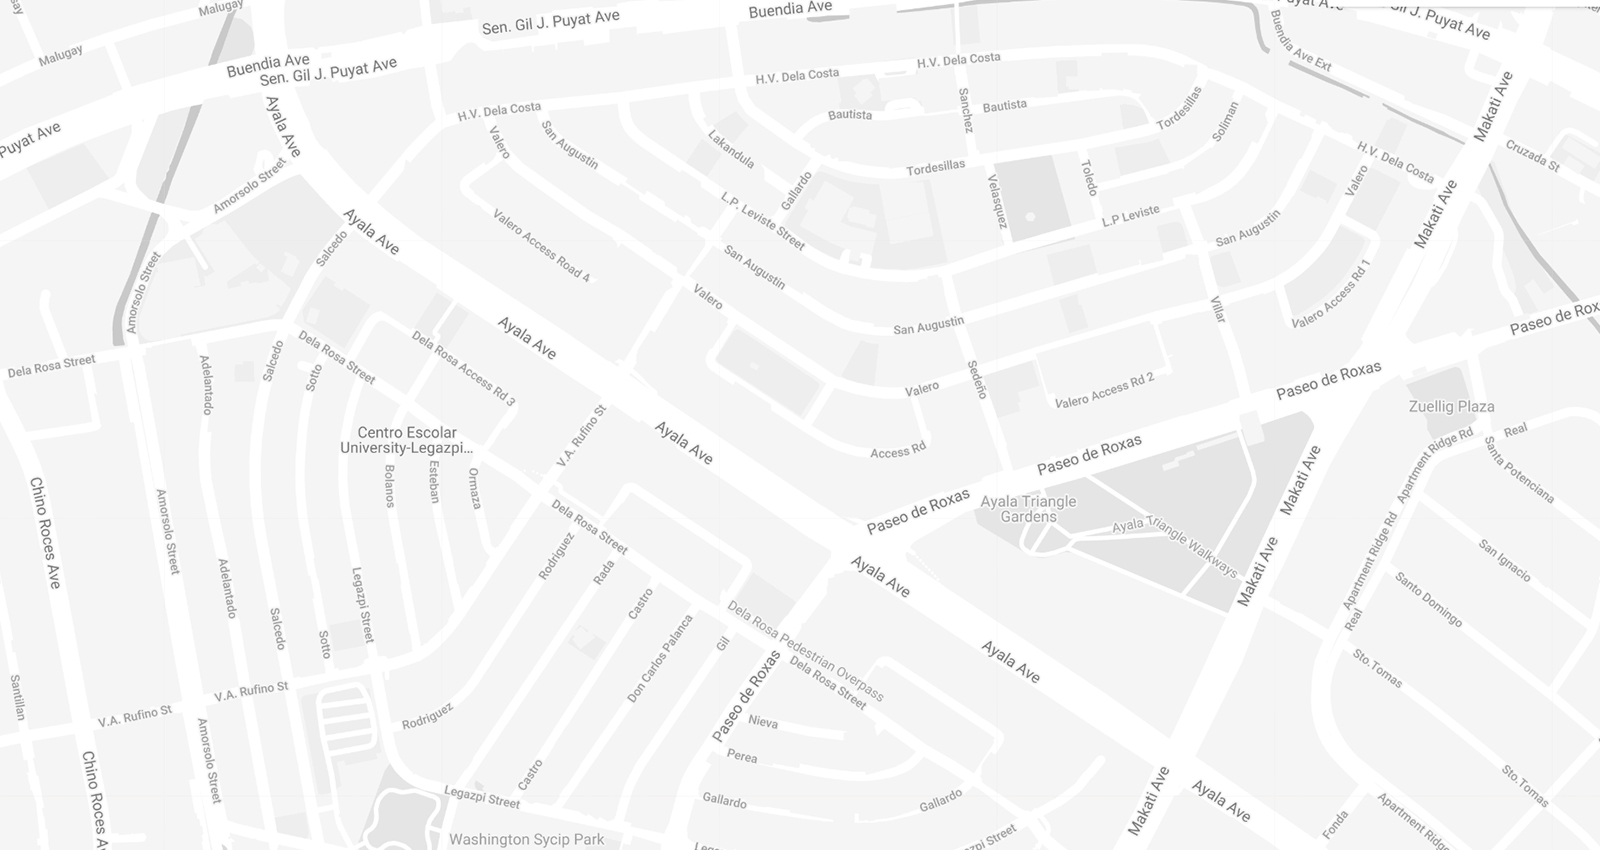 Malugay
Buendia Ave
Sen. Gil J. Puyat Ave
Gil J. Puyat Ave
Malugay
Buendia Ave
Sen. Gil J. Puyat Ave
Buendia Ave Ext
Makati Ave
H.V. Dela Costa
H.V. Dela Costa
H.V. Dela Costa
Ayala Ave
Puyat Ave
Valero
San Augustin
Lakandula
Bautista
Sanchez
Bautista
Tordesillas
Soliman
H.V. Dela Costa
Cruzada St
Amorsolo Street
Gallardo
Tordesillas
Velasquez
Toledo
Valero
Makati Ave
Ayala Ave
Salcedo
Valero Access Road 4
L.P. Leviste Street
L.P Leviste
San Augustin
San Augustin
Amorsolo Street
Valero
San Augustin
Villar
Valero Access Rd 1
Paseo de Rox
Dela Rosa Street
Adelantado
Salcedo
Dela Rosa Street
Sotto
Dela Rosa Access Rd 3
Ayala Ave
Sedeño
Valero
Valero Access Rd 2
Paseo de Roxas
Zuellig Plaza
Centro Escolar
University-Legazpi...
V.A. Rufino St
Ayala Ave
Access Rd
Paseo de Roxas
Makati Ave
Apartment Ridge Rd
Real
Santa Potenciana
Chino Roces Ave
Amorsolo Street
Bolanos
Esteban
Ormaza
Dela Rosa Street
Paseo de Roxas
Ayala Triangle
Gardens
Ayala Triangle Walkways
Makati Ave
Apartment Ridge Rd
Real
San Ignacio
Santo Domingo
Adelantado
Salcedo
Sotto
Legazpi Street
Rodriguez
Rada
Castro
Don Carlos Palanca
Gil
Ayala Ave
Dela Rosa Pedestrian Overpass
Dela Rosa Street
Paseo de Roxas
Ayala Ave
Sto.Tomas
Santillan
V.A. Rufino St
V.A. Rufino St
Amorsolo Street
Rodriguez
Nieva
Perea
Chino Roces A
Castro
Legazpi Street
Gallardo
Gallardo
Makati Ave
Ayala Ave
Sto.Tomas
Fonda
Apartment Ridge
Washington Sycip Park
zpi Street